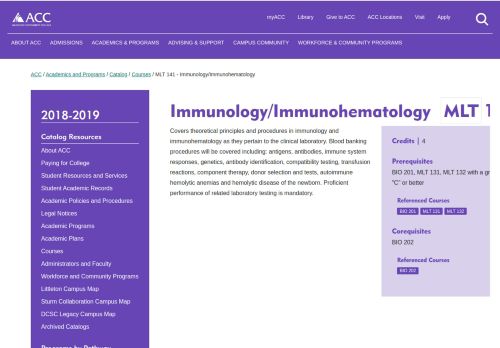 ACC
myACC Library Give to ACC ACC Locations Visit Apply
ABOUT ACC ADMISSIONS ACADEMICS & PROGRAMS ADVISING & SUPPORT CAMPUS COMMUNITY WORKFORCE & COMMUNITY PROGRAMS
ACC / Academics and Programs / Catalog / Courses / MLT 141 - Immunology/Immunohematology
2018-2019
Catalog Resources
About ACC
Paying for College
Student Resources and Services
Student Academic Records
Academic Policies and Procedures
Legal Notices
Academic Programs
Academic Plans
Courses
Administrators and Faculty
Workforce and Community Programs
Littleton Campus Map
Sturm Collaboration Campus Map
DCSC Legacy Campus Map
Archived Catalogs
Immunology/Immunohematology MLT 1
Covers theoretical principles and procedures in immunology and
immunohematology as they pertain to the clinical laboratory. Blood banking
procedures will be covered including: antigens, antibodies, immune system
responses, genetics, antibody identification, compatibility testing, transfusion
reactions, component therapy, donor selection and tests, autoimmune
hemolytic anemias and hemolytic disease of the newborn. Proficient
performance of related laboratory testing is mandatory.
Credits | 4
Prerequisites
BIO 201, MLT 131, MLT 132 with a gr
"C" or better
Referenced Courses
BIO 201 MLT 131 MLT 132
Corequisites
BIO 202
Referenced Courses
BIO 202